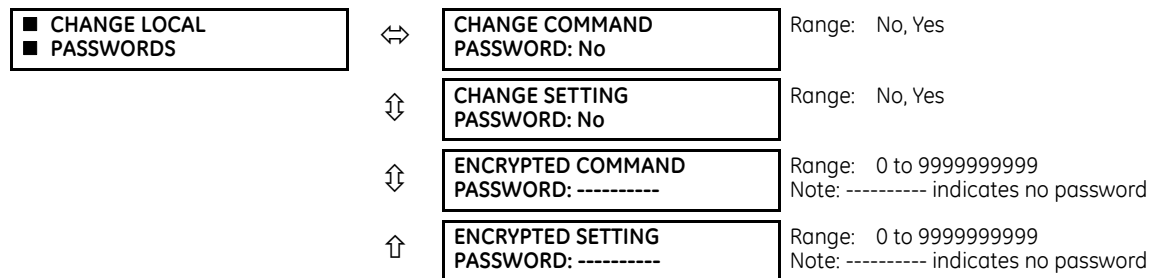 ■ CHANGE LOCAL
■ PASSWORDS
CHANGE COMMAND
PASSWORD: No
Range: No, Yes
CHANGE SETTING
PASSWORD: No
Range: No, Yes
ENCRYPTED COMMAND
PASSWORD: ----------
Range: 0 to 9999999999
Note: ---------- indicates no password
ENCRYPTED SETTING
PASSWORD: ----------
Range: 0 to 9999999999
Note: ---------- indicates no password